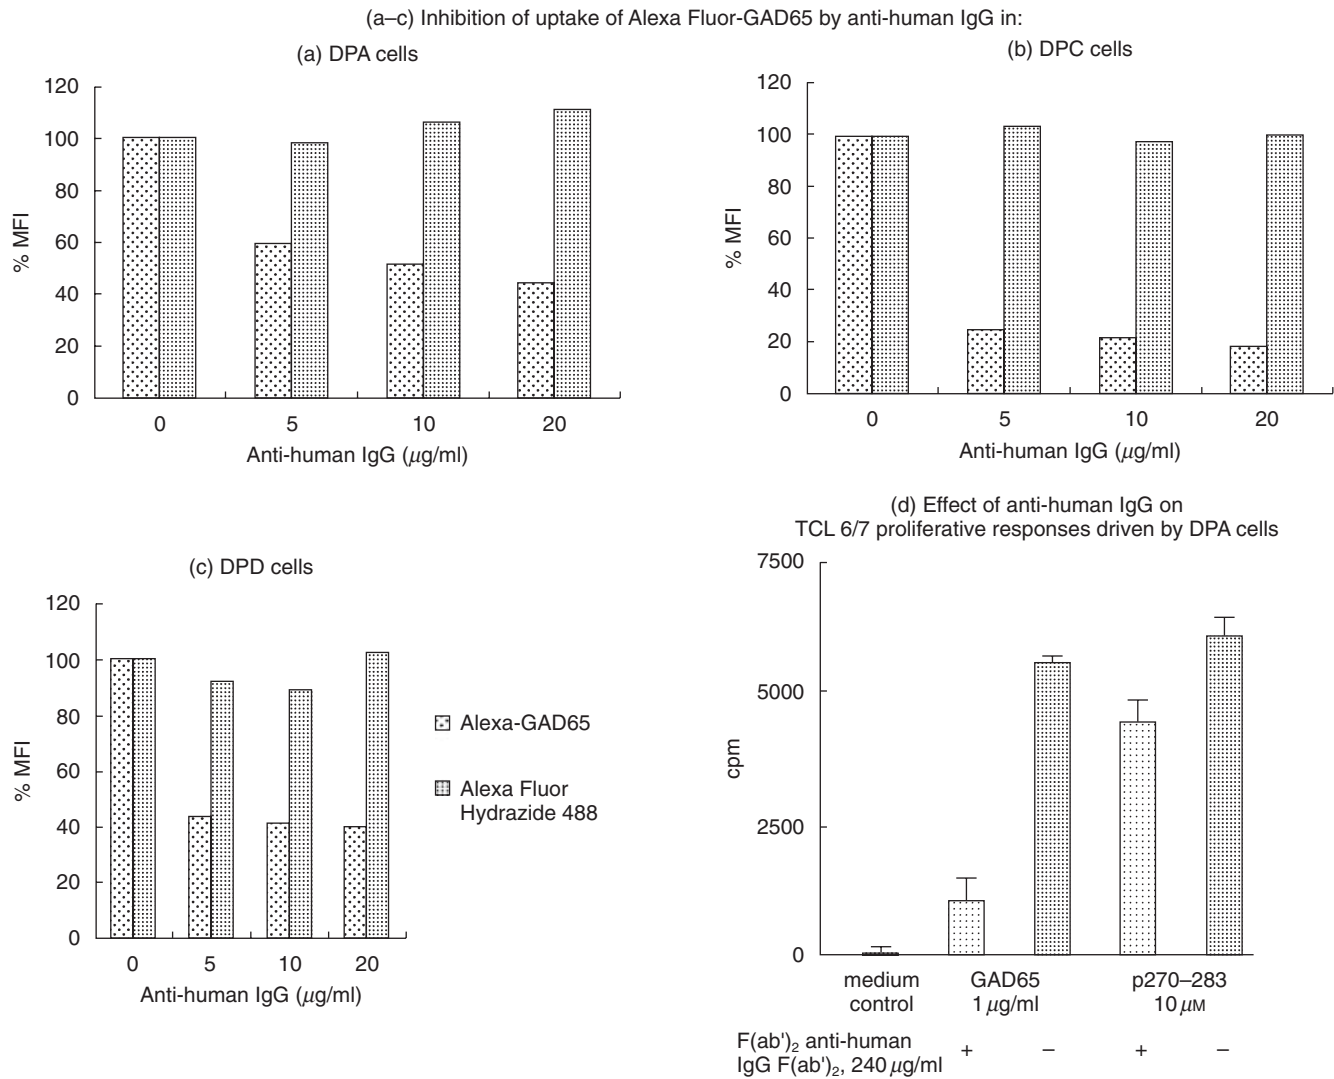 (a–c) Inhibition of uptake of Alexa Fluor-GAD65 by anti-human IgG in:
(a) DPA cells
120
100
80
60
40
20
0
% MFI
0 5 10 20
Anti-human IgG (μg/ml)
(b) DPC cells
120
100
80
60
40
20
0
% MFI
0 5 10 20
Anti-human IgG (μg/ml)
(c) DPD cells
120
100
80
60
40
20
0
% MFI
0 5 10 20
Anti-human IgG (μg/ml)
Alexa-GAD65
Alexa Fluor
Hydrazide 488
(d) Effect of anti-human IgG on
TCL 6/7 proliferative responses driven by DPA cells
7500
5000
2500
0
cpm
medium GAD65 p270–283
control 1 μg/ml 10 μM
F(ab')₂ anti-human
IgG F(ab')₂, 240 μg/ml + – + –